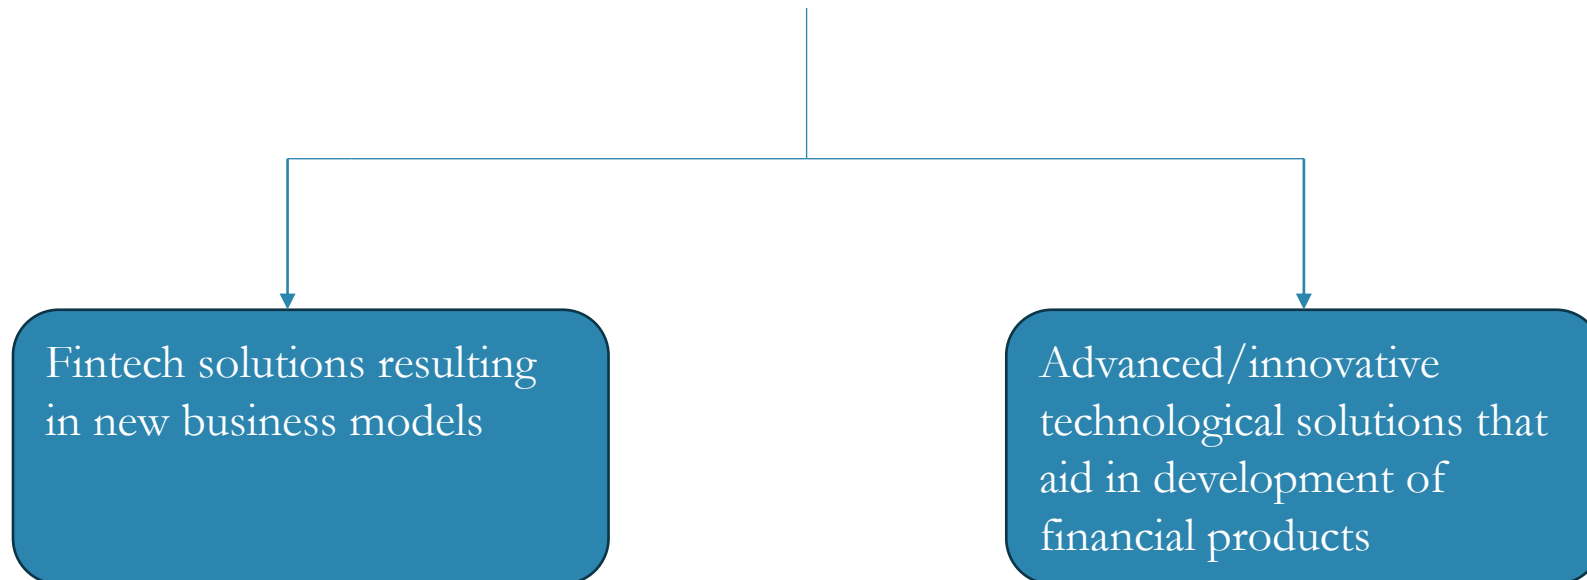 Fintech solutions resulting
in new business models
Advanced/innovative
technological solutions that
aid in development of
financial products